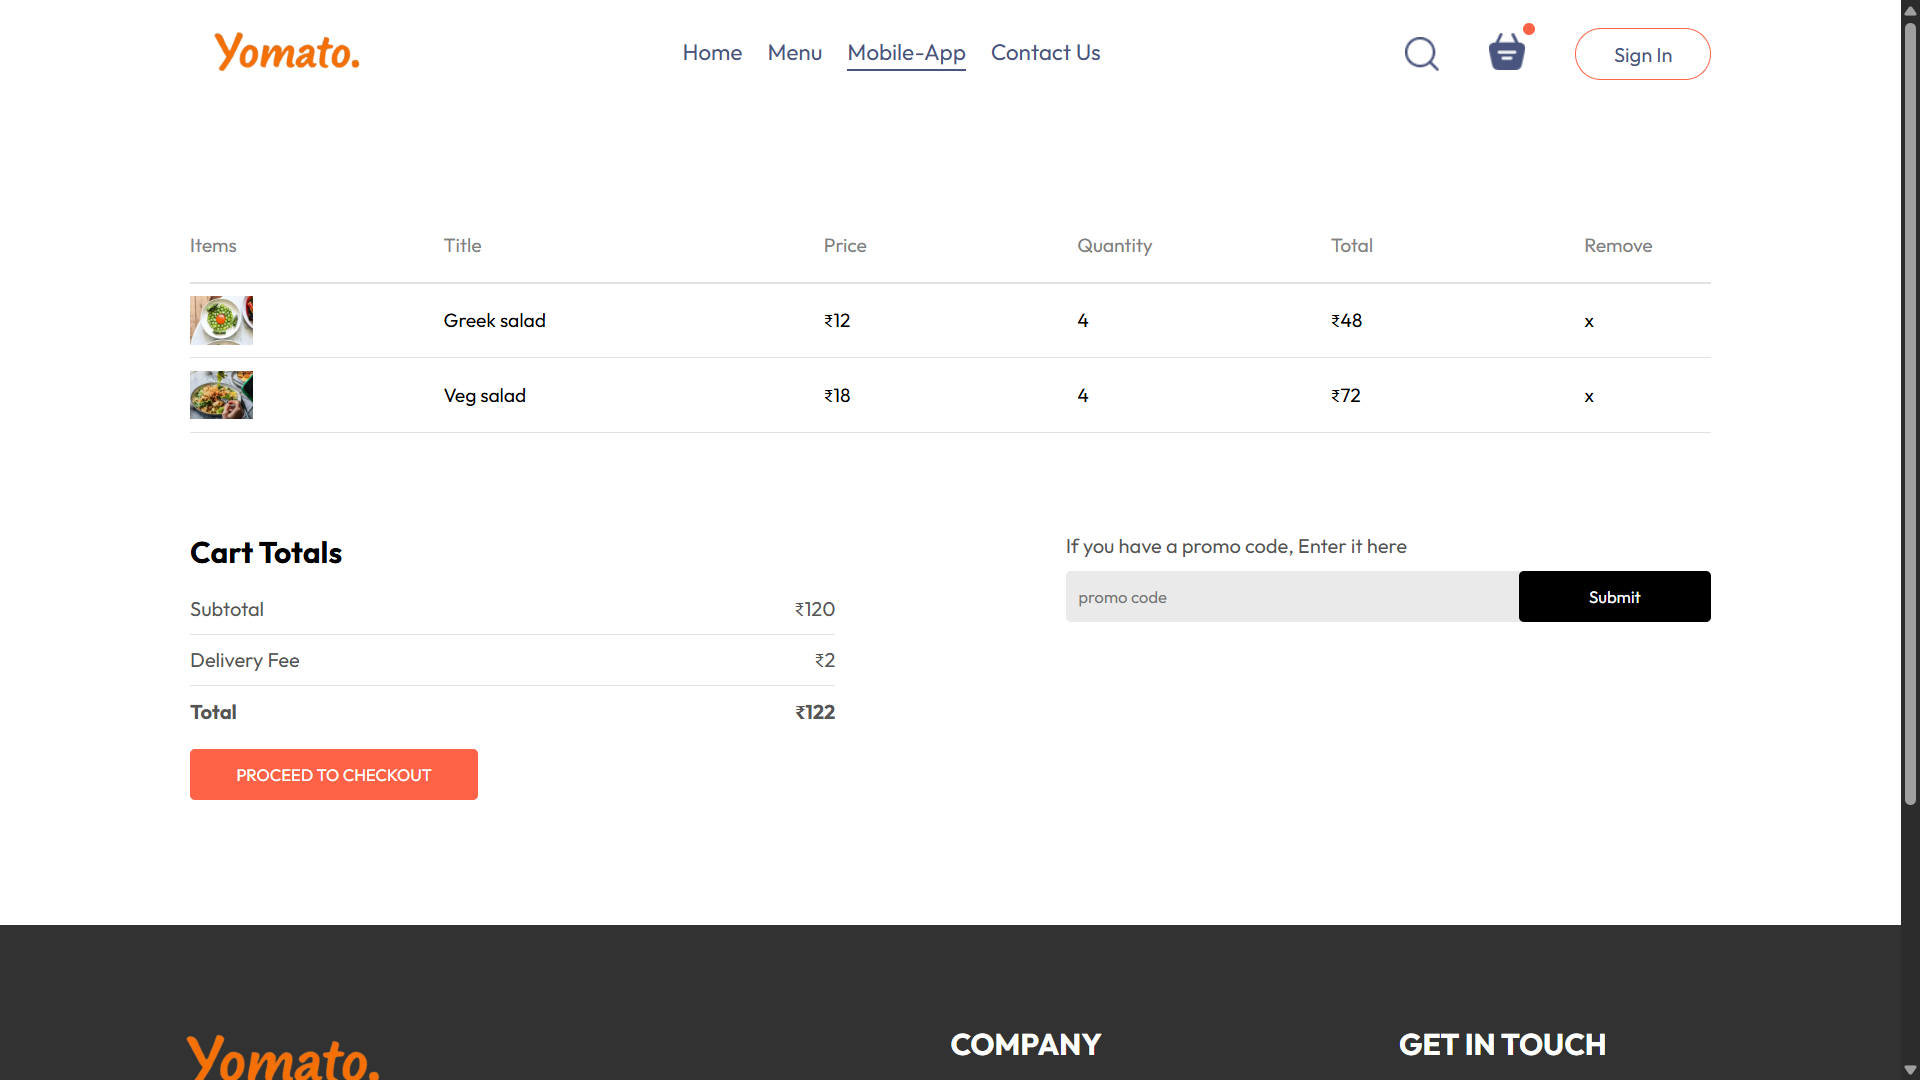 Yomato.
Home Menu Mobile-App Contact Us
Sign In
Items Title Price Quantity Total Remove
Greek salad ₹12 4 ₹48 x
Veg salad ₹18 4 ₹72 x
Cart Totals
Subtotal ₹120
Delivery Fee ₹2
Total ₹122
PROCEED TO CHECKOUT
If you have a promo code, Enter it here
promo code Submit
Yomato.
COMPANY
GET IN TOUCH